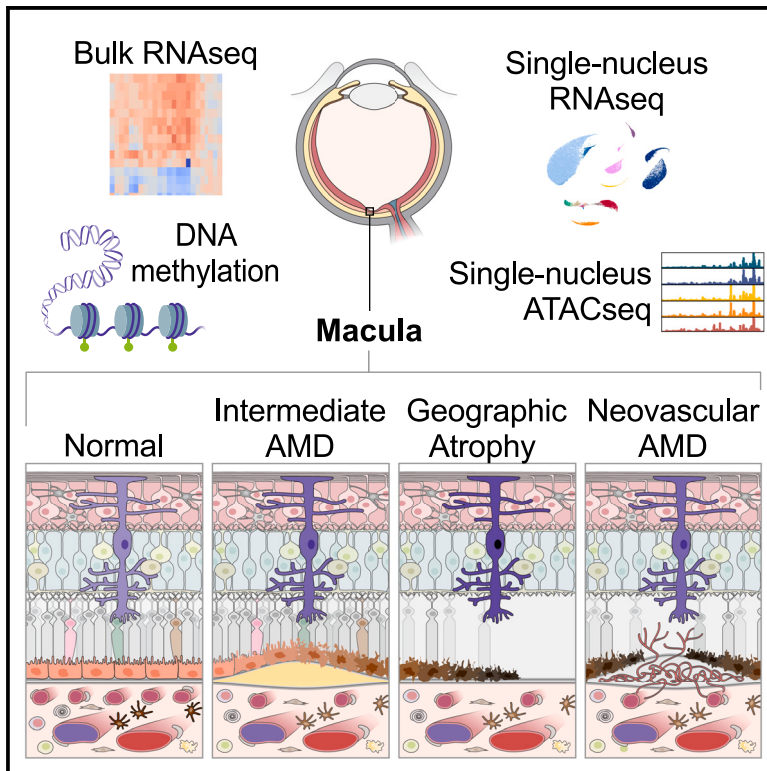 Bulk RNAseq
Single-nucleus
RNAseq
DNA
methylation
Single-nucleus
ATACseq
Macula
Normal
Intermediate
AMD
Geographic
Atrophy
Neovascular
AMD